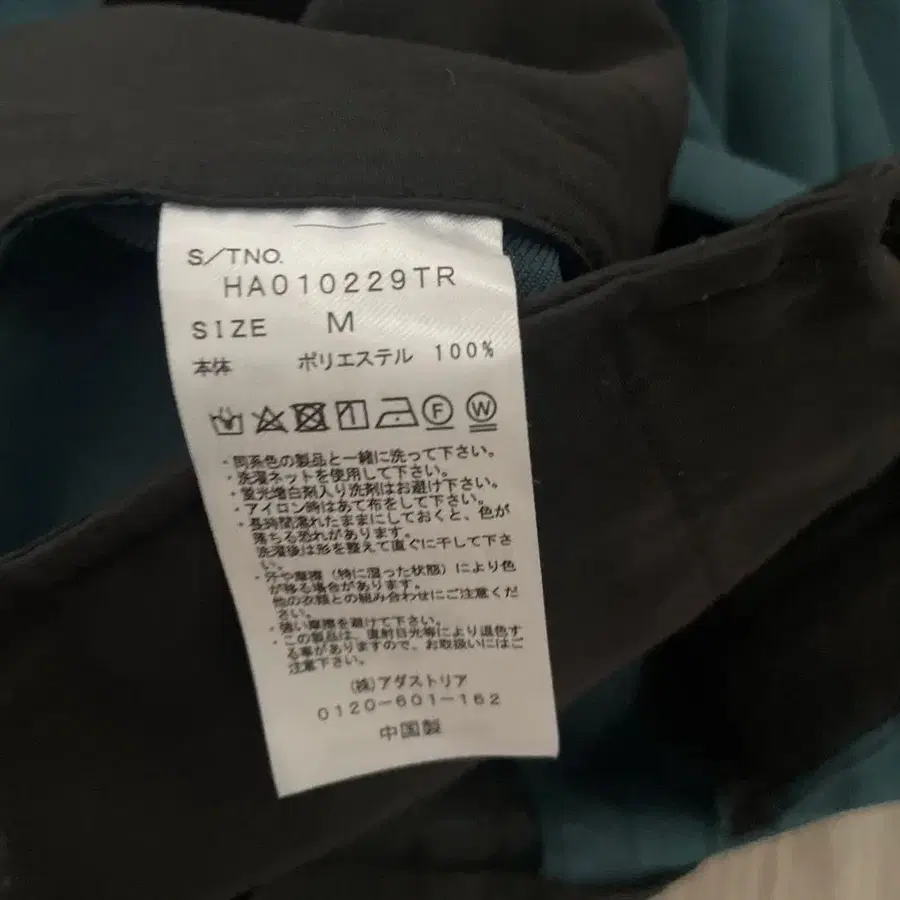 S/TNO.
HA010229TR
SIZE M
本体 ポリエステル 100%
F W
・同系色の製品と一緒に洗って下さい。
・洗濯ネットを使用して下さい。
・蛍光増白剤入り洗剤はお避け下さい。
・アイロン時はあて布をして下さい。
・長時間濡れたままにしておくと、色が
落ちる恐れがあります。
洗濯後は形を整えて直ぐに干して下さ
い。
・汗や摩擦(特に湿った状態)により色
が移る場合があります。
他の衣類との組み合わせにご注意くだ
さい。
・強い摩擦を避けて下さい。
・この製品は、直射日光等により退色す
る事がありますので、お取扱いにはご
注意下さい。
(株)アダストリア
0120-601-162
中国製